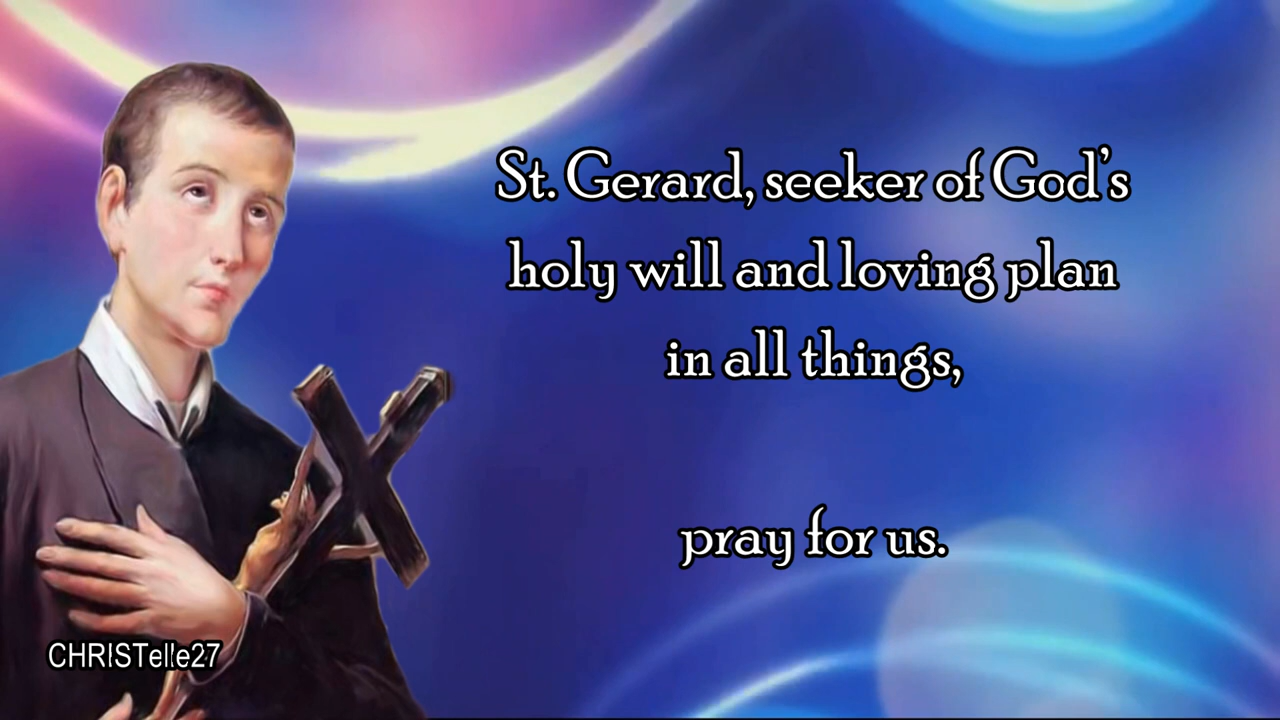 St. Gerard, seeker of God's
holy will and loving plan
in all things,
pray for us.
CHRISTelle27